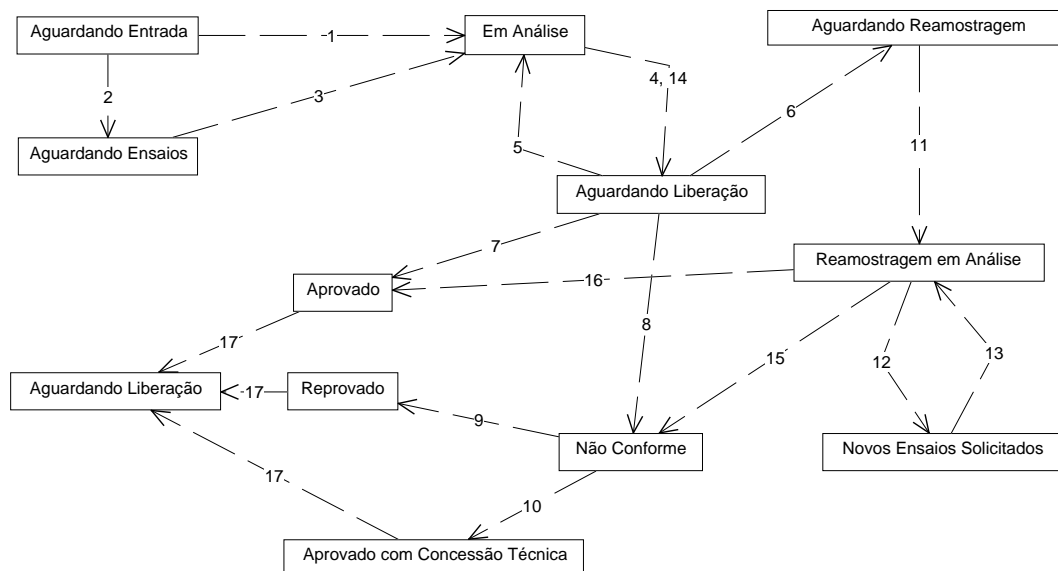 Aguardando Entrada
1
Em Análise
Aguardando Reamostragem
2
3
4, 14
6
Aguardando Ensaios
5
11
Aguardando Liberação
7
Reamostragem em Análise
16
Aprovado
8
17
15
12
13
Aguardando Liberação
17
Reprovado
9
Não Conforme
Novos Ensaios Solicitados
17
10
Aprovado com Concessão Técnica